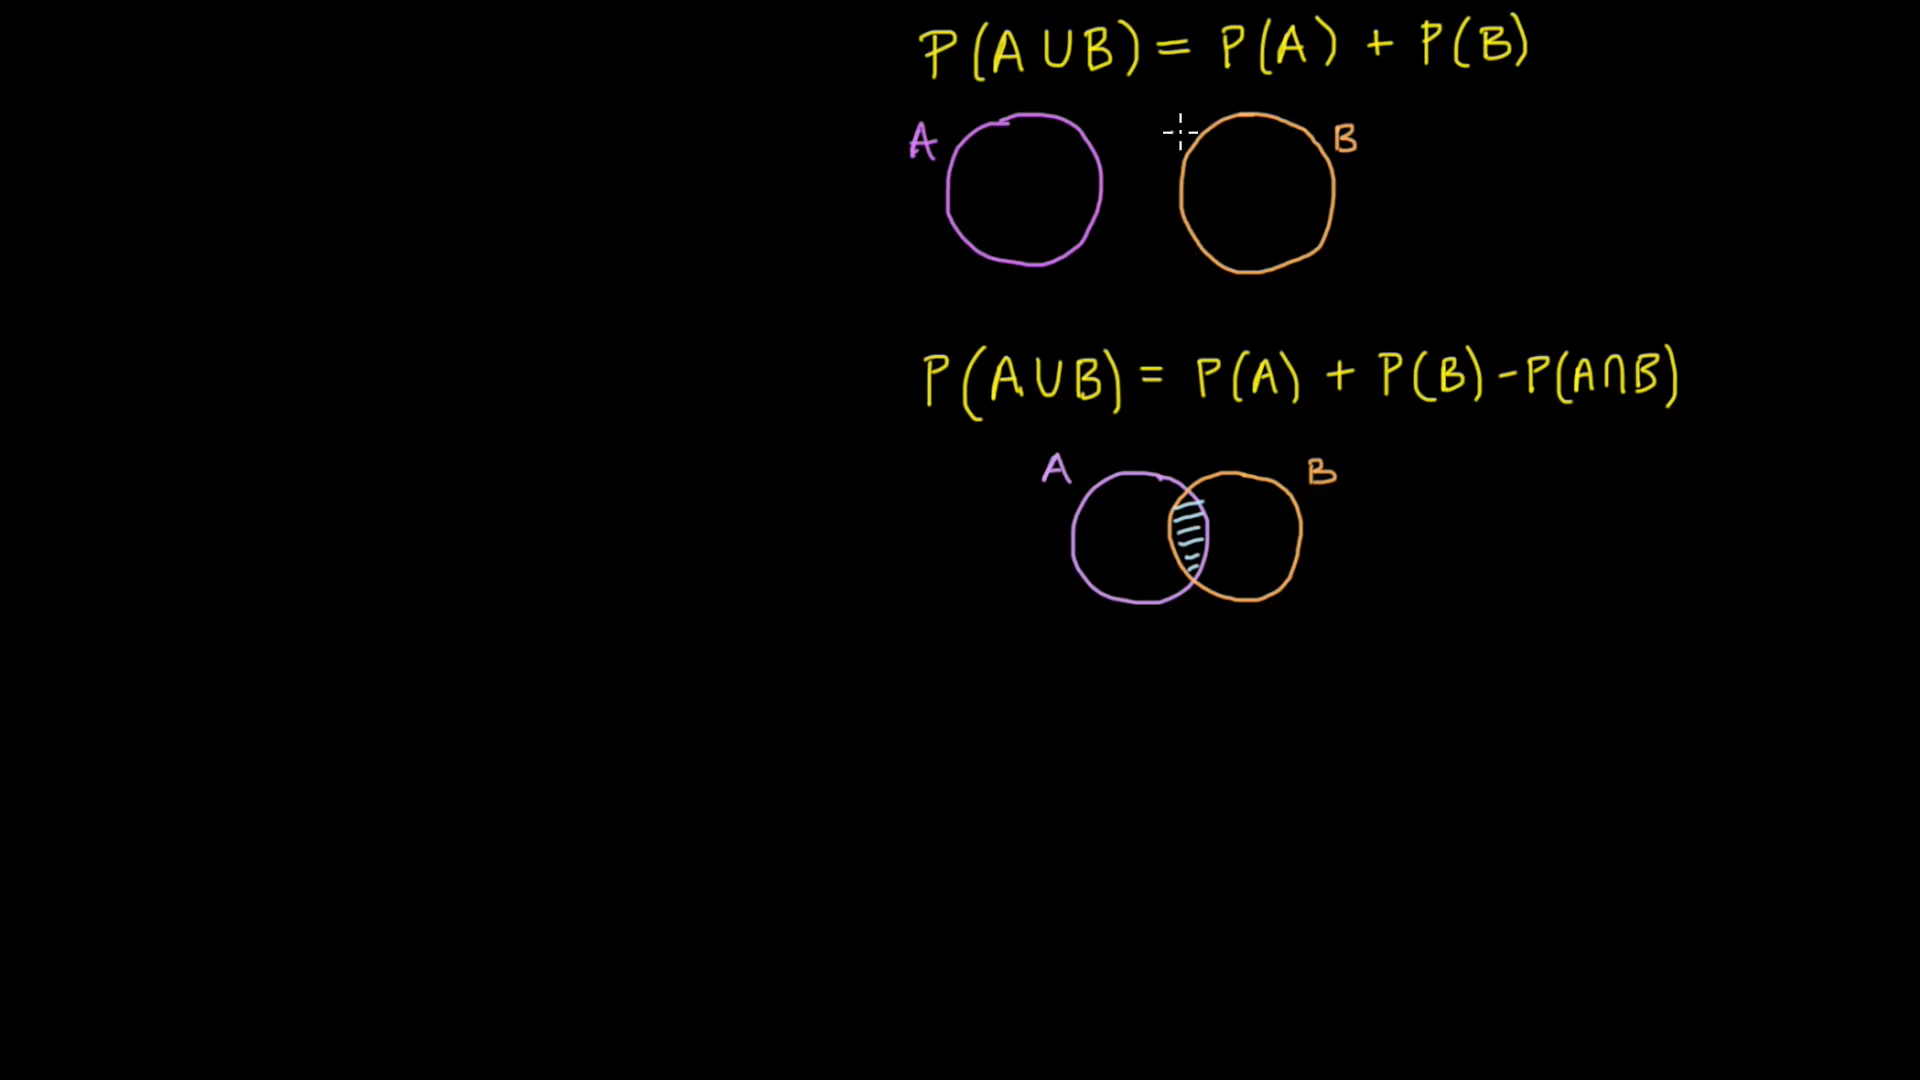 P(A∪B) = P(A) + P(B)
A B
P(A∪B) = P(A) + P(B) - P(A∩B)
A B